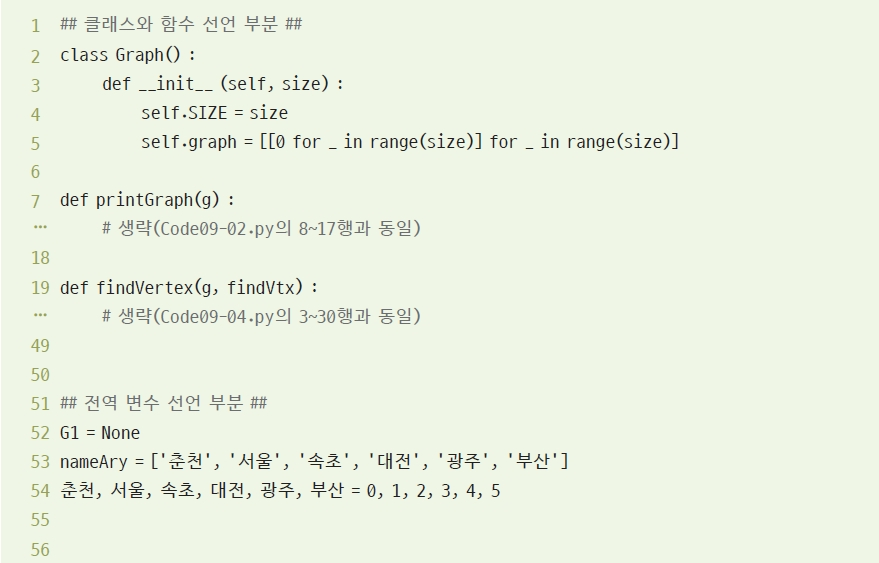 1 ## 클래스와 함수 선언 부분 ##
2 class Graph() :
3     def __init__ (self, size) :
4         self.SIZE = size
5         self.graph = [[0 for _ in range(size)] for _ in range(size)]
6
7 def printGraph(g) :
...     # 생략(Code09-02.py의 8~17행과 동일)
18
19 def findVertex(g, findVtx) :
...     # 생략(Code09-04.py의 3~30행과 동일)
49
50
51 ## 전역 변수 선언 부분 ##
52 G1 = None
53 nameAry = ['춘천', '서울', '속초', '대전', '광주', '부산']
54 춘천, 서울, 속초, 대전, 광주, 부산 = 0, 1, 2, 3, 4, 5
55
56